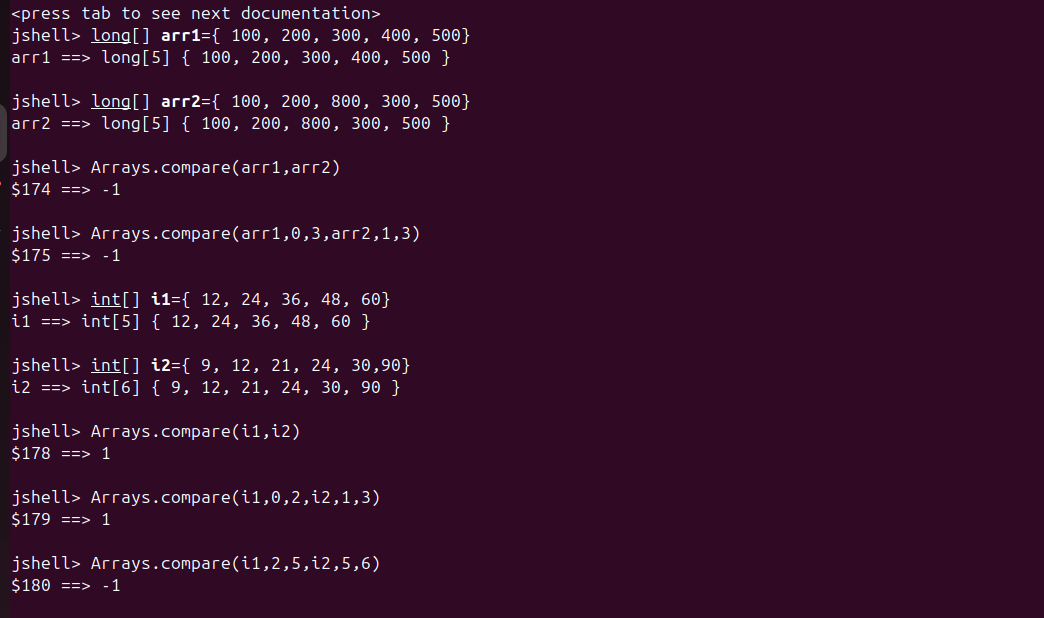 <press tab to see next documentation>
jshell> long[] arr1={ 100, 200, 300, 400, 500}
arr1 ==> long[5] { 100, 200, 300, 400, 500 }
jshell> long[] arr2={ 100, 200, 800, 300, 500}
arr2 ==> long[5] { 100, 200, 800, 300, 500 }
jshell> Arrays.compare(arr1,arr2)
$174 ==> -1
jshell> Arrays.compare(arr1,0,3,arr2,1,3)
$175 ==> -1
jshell> int[] i1={ 12, 24, 36, 48, 60}
i1 ==> int[5] { 12, 24, 36, 48, 60 }
jshell> int[] i2={ 9, 12, 21, 24, 30,90}
i2 ==> int[6] { 9, 12, 21, 24, 30, 90 }
jshell> Arrays.compare(i1,i2)
$178 ==> 1
jshell> Arrays.compare(i1,0,2,i2,1,3)
$179 ==> 1
jshell> Arrays.compare(i1,2,5,i2,5,6)
$180 ==> -1